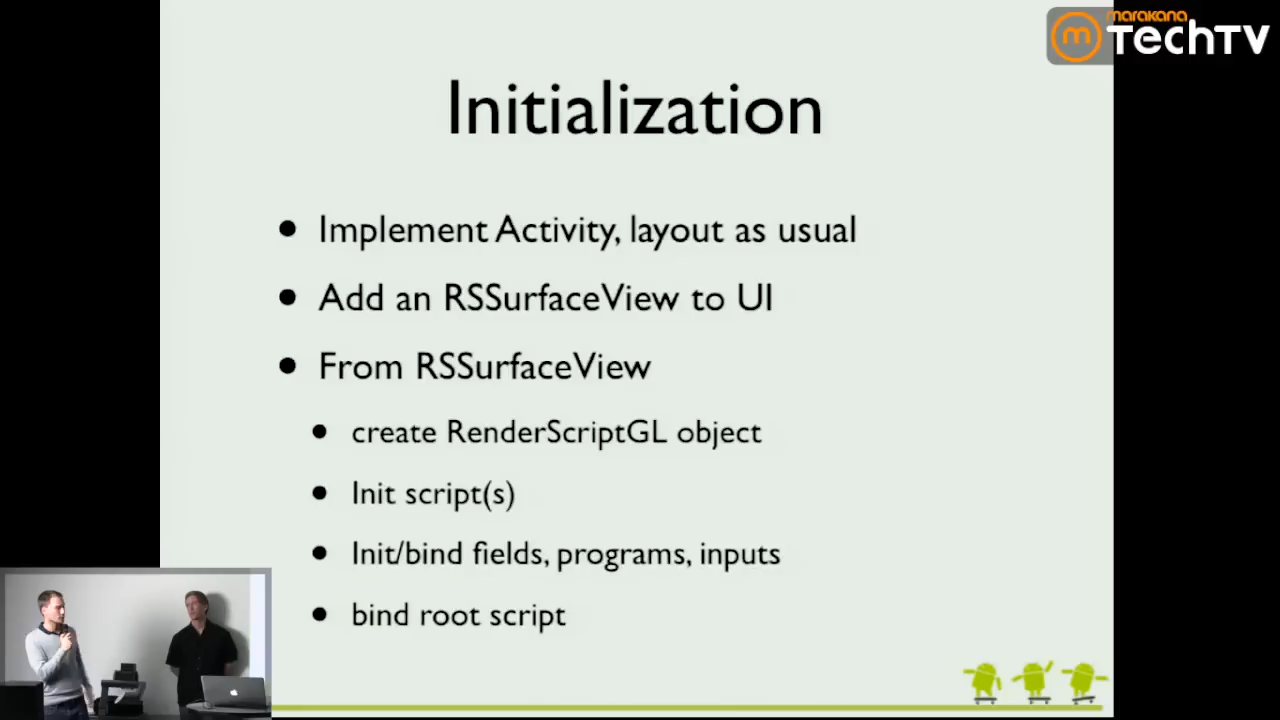 marakana
TechTV
Initialization
• Implement Activity, layout as usual
• Add an RSSurfaceView to UI
• From RSSurfaceView
• create RenderScriptGL object
• Init script(s)
• Init/bind fields, programs, inputs
• bind root script